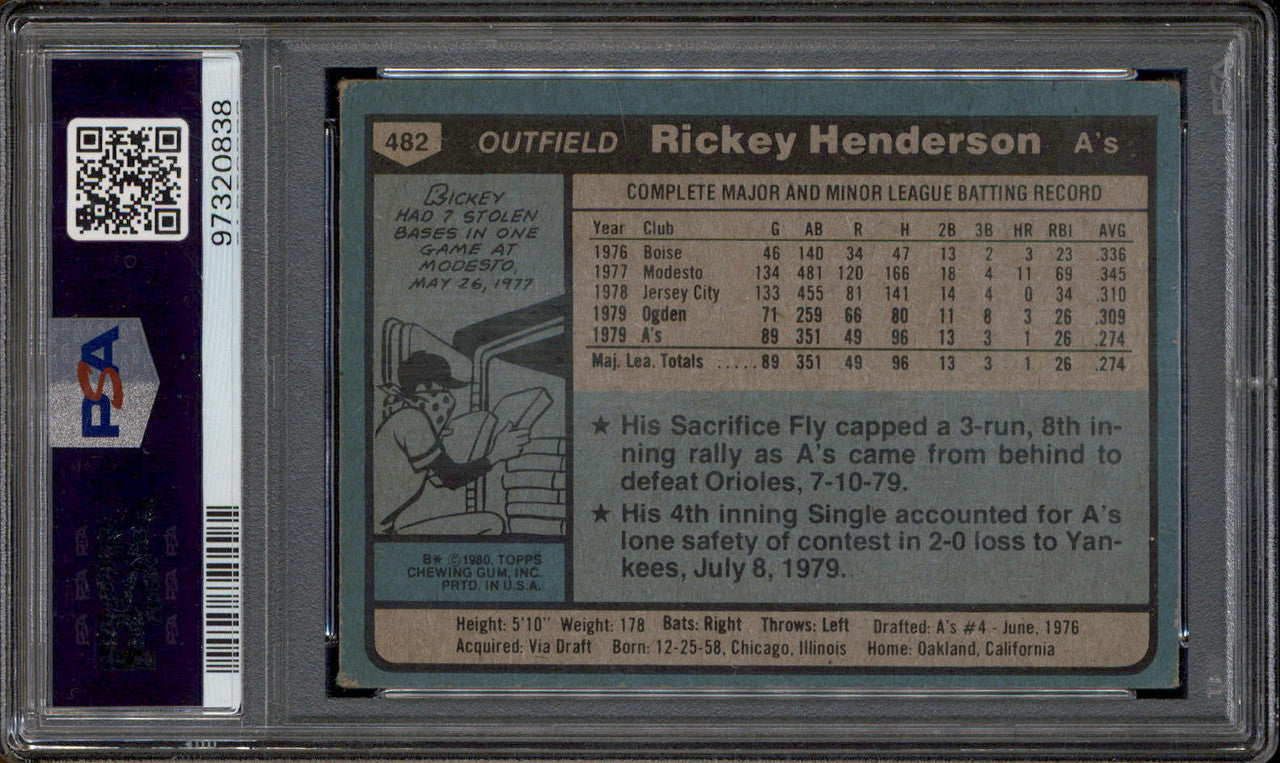 97320838
PSA
482 OUTFIELD Rickey Henderson A's
RICKEY
HAD 7 STOLEN
BASES IN ONE
GAME AT
MODESTO,
MAY 26, 1977
COMPLETE MAJOR AND MINOR LEAGUE BATTING RECORD
Year Club G AB R H 2B 3B HR RBI AVG
1976 Boise 46 140 34 47 13 2 3 23 .336
1977 Modesto 134 481 120 166 18 4 11 69 .345
1978 Jersey City 133 455 81 141 14 4 0 34 .310
1979 Ogden 71 259 66 80 11 8 3 26 .309
1979 A's 89 351 49 96 13 3 1 26 .274
Maj. Lea. Totals .....89 351 49 96 13 3 1 26 .274
★ His Sacrifice Fly capped a 3-run, 8th in-
ning rally as A's came from behind to
defeat Orioles, 7-10-79.
★ His 4th inning Single accounted for A's
lone safety of contest in 2-0 loss to Yan-
kees, July 8, 1979.
B* ©1980, TOPPS
CHEWING GUM, INC.
PRTD. IN U.S.A.
Height: 5'10" Weight: 178 Bats: Right Throws: Left Drafted: A's #4 - June, 1976
Acquired: Via Draft Born: 12-25-58, Chicago, Illinois Home: Oakland, California
PSA
PSA
PSA
PSA
PSA
PSA
PSA